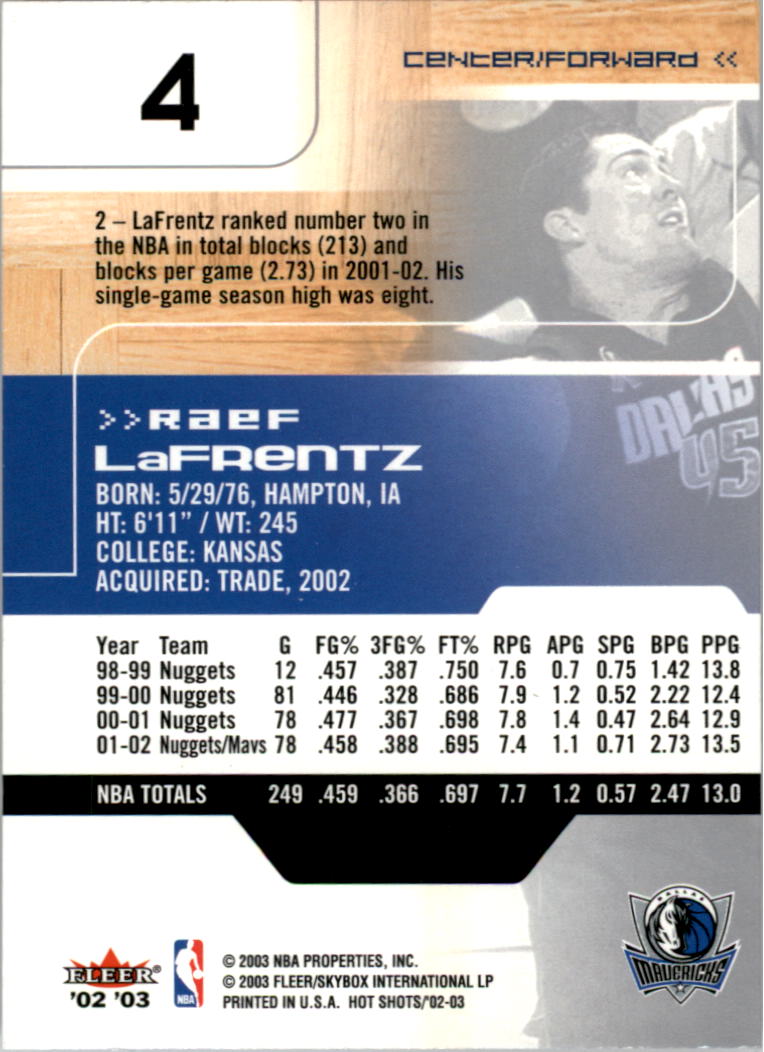 4
CENTER/FORWARD <<
2 – LaFrentz ranked number two in
the NBA in total blocks (213) and
blocks per game (2.73) in 2001-02. His
single-game season high was eight.
DALLAS
45
>>RAEF
LAFRENTZ
BORN: 5/29/76, HAMPTON, IA
HT: 6'11” / WT: 245
COLLEGE: KANSAS
ACQUIRED: TRADE, 2002
Year Team G FG% 3FG% FT% RPG APG SPG BPG PPG
98-99 Nuggets 12 .457 .387 .750 7.6 0.7 0.75 1.42 13.8
99-00 Nuggets 81 .446 .328 .686 7.9 1.2 0.52 2.22 12.4
00-01 Nuggets 78 .477 .367 .698 7.8 1.4 0.47 2.64 12.9
01-02 Nuggets/Mavs 78 .458 .388 .695 7.4 1.1 0.71 2.73 13.5
NBA TOTALS 249 .459 .366 .697 7.7 1.2 0.57 2.47 13.0
DALLAS
MAVERICKS
FLEER®
'02 '03
NBA
© 2003 NBA PROPERTIES, INC.
© 2003 FLEER/SKYBOX INTERNATIONAL LP
PRINTED IN U.S.A. HOT SHOTS/'02-03